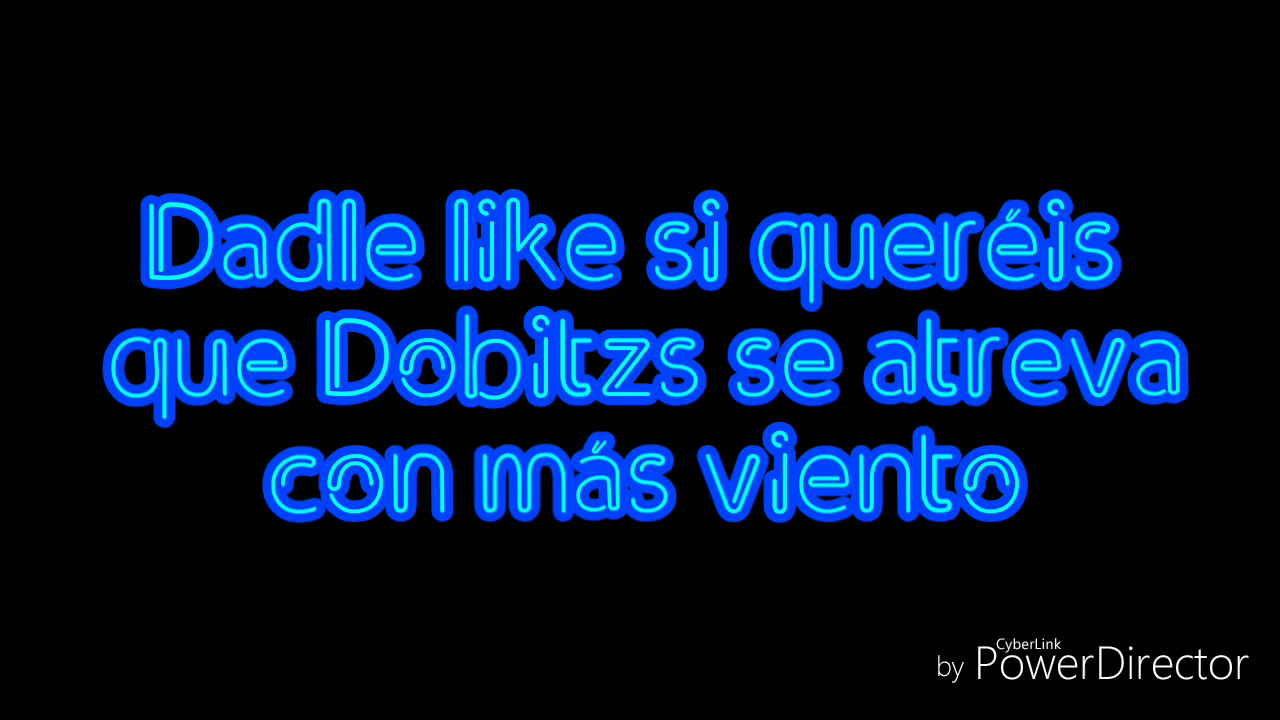 Dadle like si queréis
que Dobitzs se atreva
con más viento
CyberLink
by PowerDirector